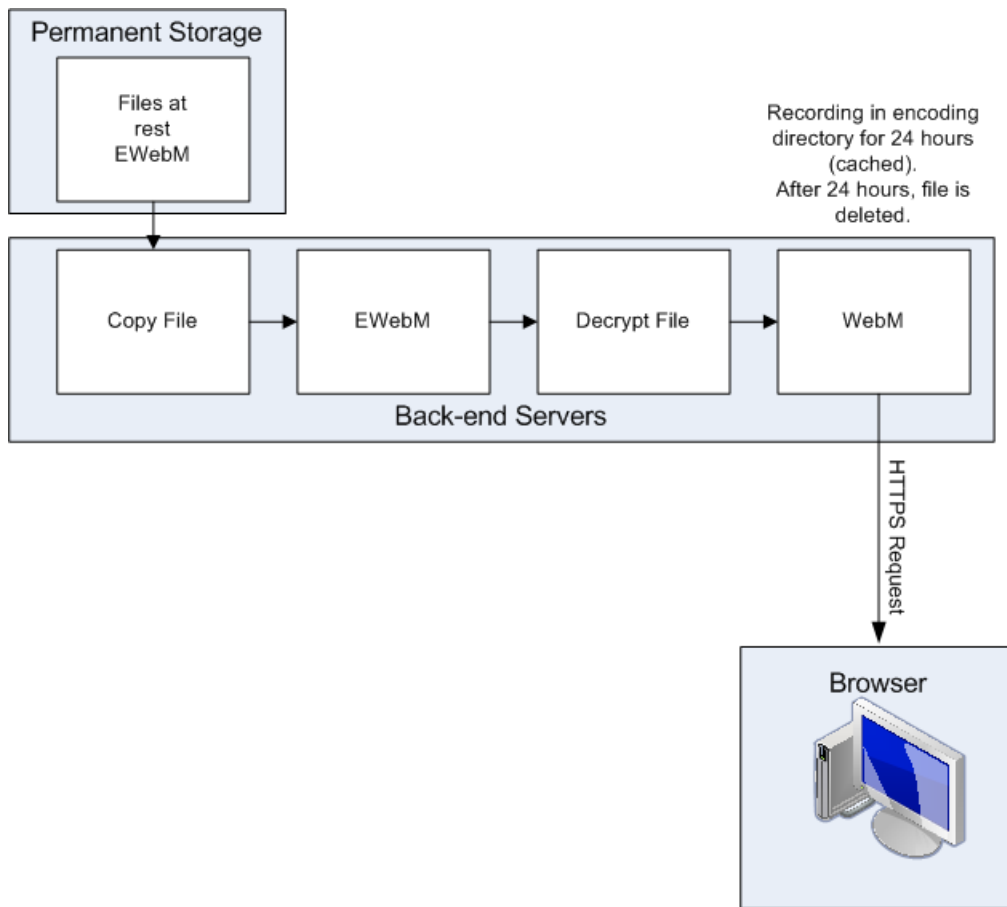 Permanent Storage
Files at
rest
EWebM
Recording in encoding
directory for 24 hours
(cached).
After 24 hours, file is
deleted.
Copy File
EWebM
Decrypt File
WebM
Back-end Servers
HTTPS Request
Browser